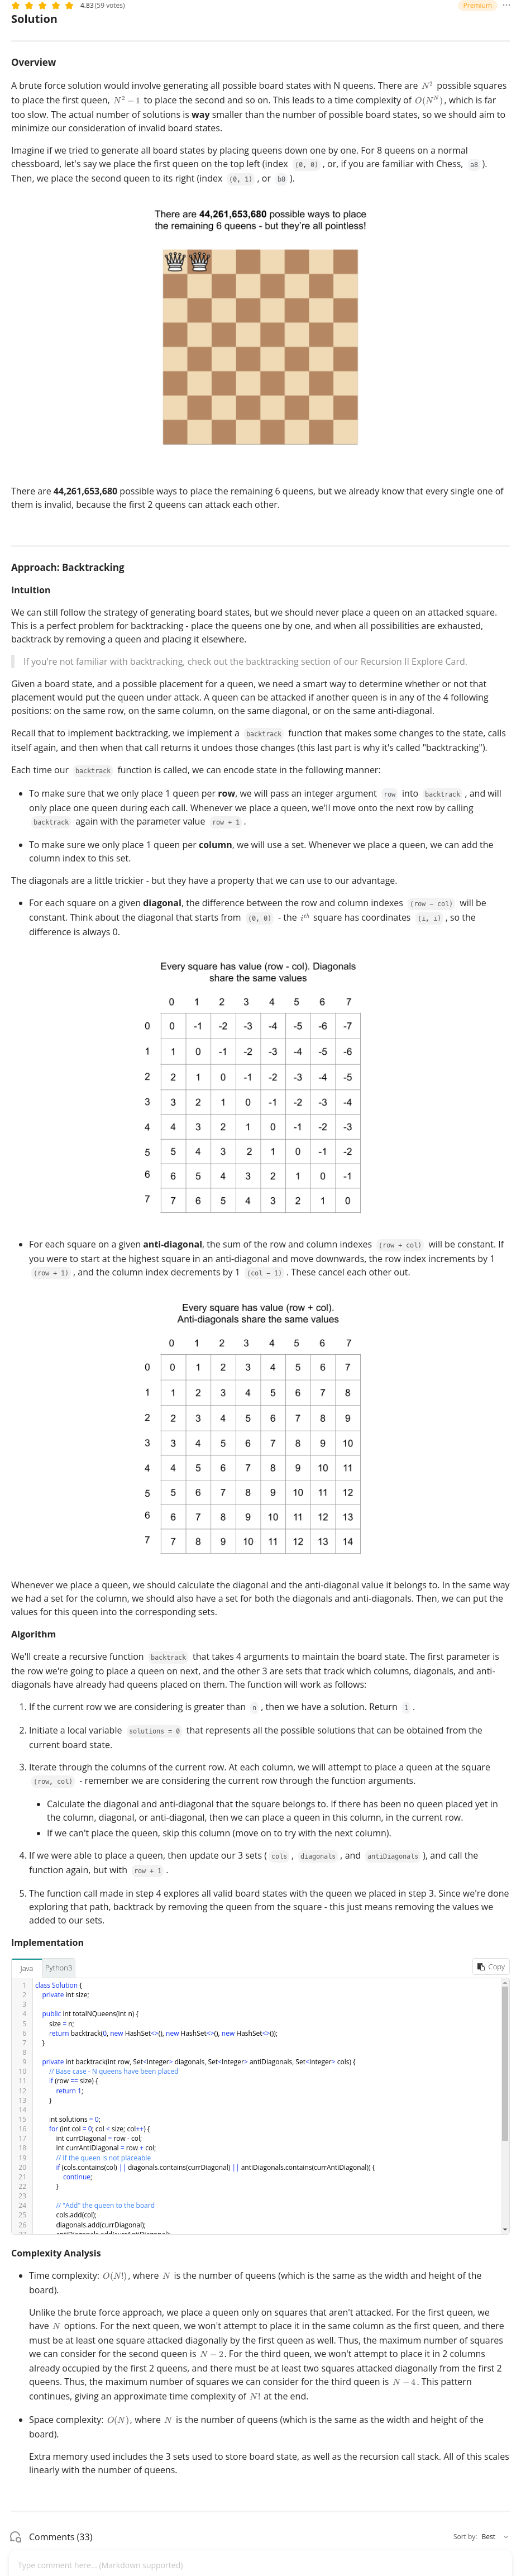 4.83 (59 votes)
Premium
Solution
Overview
A brute force solution would involve generating all possible board states with N queens. There are N² possible squares
to place the first queen, N² − 1 to place the second and so on. This leads to a time complexity of O(N^N), which is far
too slow. The actual number of solutions is way smaller than the number of possible board states, so we should aim to
minimize our consideration of invalid board states.
Imagine if we tried to generate all board states by placing queens down one by one. For 8 queens on a normal
chessboard, let's say we place the first queen on the top left (index (0, 0) , or, if you are familiar with Chess, a8 ).
Then, we place the second queen to its right (index (0, 1) , or b8 ).
There are 44,261,653,680 possible ways to place
the remaining 6 queens - but they're all pointless!
There are 44,261,653,680 possible ways to place the remaining 6 queens, but we already know that every single one of
them is invalid, because the first 2 queens can attack each other.
Approach: Backtracking
Intuition
We can still follow the strategy of generating board states, but we should never place a queen on an attacked square.
This is a perfect problem for backtracking - place the queens one by one, and when all possibilities are exhausted,
backtrack by removing a queen and placing it elsewhere.
If you're not familiar with backtracking, check out the backtracking section of our Recursion II Explore Card.
Given a board state, and a possible placement for a queen, we need a smart way to determine whether or not that
placement would put the queen under attack. A queen can be attacked if another queen is in any of the 4 following
positions: on the same row, on the same column, on the same diagonal, or on the same anti-diagonal.
Recall that to implement backtracking, we implement a backtrack function that makes some changes to the state, calls
itself again, and then when that call returns it undoes those changes (this last part is why it's called "backtracking").
Each time our backtrack function is called, we can encode state in the following manner:
• To make sure that we only place 1 queen per row, we will pass an integer argument row into backtrack , and will
only place one queen during each call. Whenever we place a queen, we'll move onto the next row by calling
backtrack again with the parameter value row + 1 .
• To make sure we only place 1 queen per column, we will use a set. Whenever we place a queen, we can add the
column index to this set.
The diagonals are a little trickier - but they have a property that we can use to our advantage.
• For each square on a given diagonal, the difference between the row and column indexes (row - col) will be
constant. Think about the diagonal that starts from (0, 0) - the i^th square has coordinates (i, i) , so the
difference is always 0.
Every square has value (row - col). Diagonals
share the same values
0 1 2 3 4 5 6 7
0 0 -1 -2 -3 -4 -5 -6 -7
1 1 0 -1 -2 -3 -4 -5 -6
2 2 1 0 -1 -2 -3 -4 -5
3 3 2 1 0 -1 -2 -3 -4
4 4 3 2 1 0 -1 -2 -3
5 5 4 3 2 1 0 -1 -2
6 6 5 4 3 2 1 0 -1
7 7 6 5 4 3 2 1 0
• For each square on a given anti-diagonal, the sum of the row and column indexes (row + col) will be constant. If
you were to start at the highest square in an anti-diagonal and move downwards, the row index increments by 1
(row + 1) , and the column index decrements by 1 (col - 1) . These cancel each other out.
Every square has value (row + col).
Anti-diagonals share the same values
0 1 2 3 4 5 6 7
0 0 1 2 3 4 5 6 7
1 1 2 3 4 5 6 7 8
2 2 3 4 5 6 7 8 9
3 3 4 5 6 7 8 9 10
4 4 5 6 7 8 9 10 11
5 5 6 7 8 9 10 11 12
6 6 7 8 9 10 11 12 13
7 7 8 9 10 11 12 13 14
Whenever we place a queen, we should calculate the diagonal and the anti-diagonal value it belongs to. In the same way
we had a set for the column, we should also have a set for both the diagonals and anti-diagonals. Then, we can put the
values for this queen into the corresponding sets.
Algorithm
We'll create a recursive function backtrack that takes 4 arguments to maintain the board state. The first parameter is
the row we're going to place a queen on next, and the other 3 are sets that track which columns, diagonals, and anti-
diagonals have already had queens placed on them. The function will work as follows:
1. If the current row we are considering is greater than n , then we have a solution. Return 1 .
2. Initiate a local variable solutions = 0 that represents all the possible solutions that can be obtained from the
current board state.
3. Iterate through the columns of the current row. At each column, we will attempt to place a queen at the square
(row, col) - remember we are considering the current row through the function arguments.
• Calculate the diagonal and anti-diagonal that the square belongs to. If there has been no queen placed yet in
the column, diagonal, or anti-diagonal, then we can place a queen in this column, in the current row.
• If we can't place the queen, skip this column (move on to try with the next column).
4. If we were able to place a queen, then update our 3 sets ( cols , diagonals , and antiDiagonals ), and call the
function again, but with row + 1 .
5. The function call made in step 4 explores all valid board states with the queen we placed in step 3. Since we're done
exploring that path, backtrack by removing the queen from the square - this just means removing the values we
added to our sets.
Implementation
Java Python3 Copy
1 class Solution {
2 private int size;
3
4 public int totalNQueens(int n) {
5 size = n;
6 return backtrack(0, new HashSet<>(), new HashSet<>(), new HashSet<>());
7 }
8
9 private int backtrack(int row, Set<Integer> diagonals, Set<Integer> antiDiagonals, Set<Integer> cols) {
10 // Base case - N queens have been placed
11 if (row == size) {
12 return 1;
13 }
14
15 int solutions = 0;
16 for (int col = 0; col < size; col++) {
17 int currDiagonal = row - col;
18 int currAntiDiagonal = row + col;
19 // If the queen is not placeable
20 if (cols.contains(col) || diagonals.contains(currDiagonal) || antiDiagonals.contains(currAntiDiagonal)) {
21 continue;
22 }
23
24 // "Add" the queen to the board
25 cols.add(col);
26 diagonals.add(currDiagonal);
27 antiDiagonals.add(currAntiDiagonal);
Complexity Analysis
• Time complexity: O(N!), where N is the number of queens (which is the same as the width and height of the
board).
Unlike the brute force approach, we place a queen only on squares that aren't attacked. For the first queen, we
have N options. For the next queen, we won't attempt to place it in the same column as the first queen, and there
must be at least one square attacked diagonally by the first queen as well. Thus, the maximum number of squares
we can consider for the second queen is N − 2. For the third queen, we won't attempt to place it in 2 columns
already occupied by the first 2 queens, and there must be at least two squares attacked diagonally from the first 2
queens. Thus, the maximum number of squares we can consider for the third queen is N − 4. This pattern
continues, giving an approximate time complexity of N! at the end.
• Space complexity: O(N), where N is the number of queens (which is the same as the width and height of the
board).
Extra memory used includes the 3 sets used to store board state, as well as the recursion call stack. All of this scales
linearly with the number of queens.
Comments (33)
Sort by: Best
Type comment here... (Markdown supported)